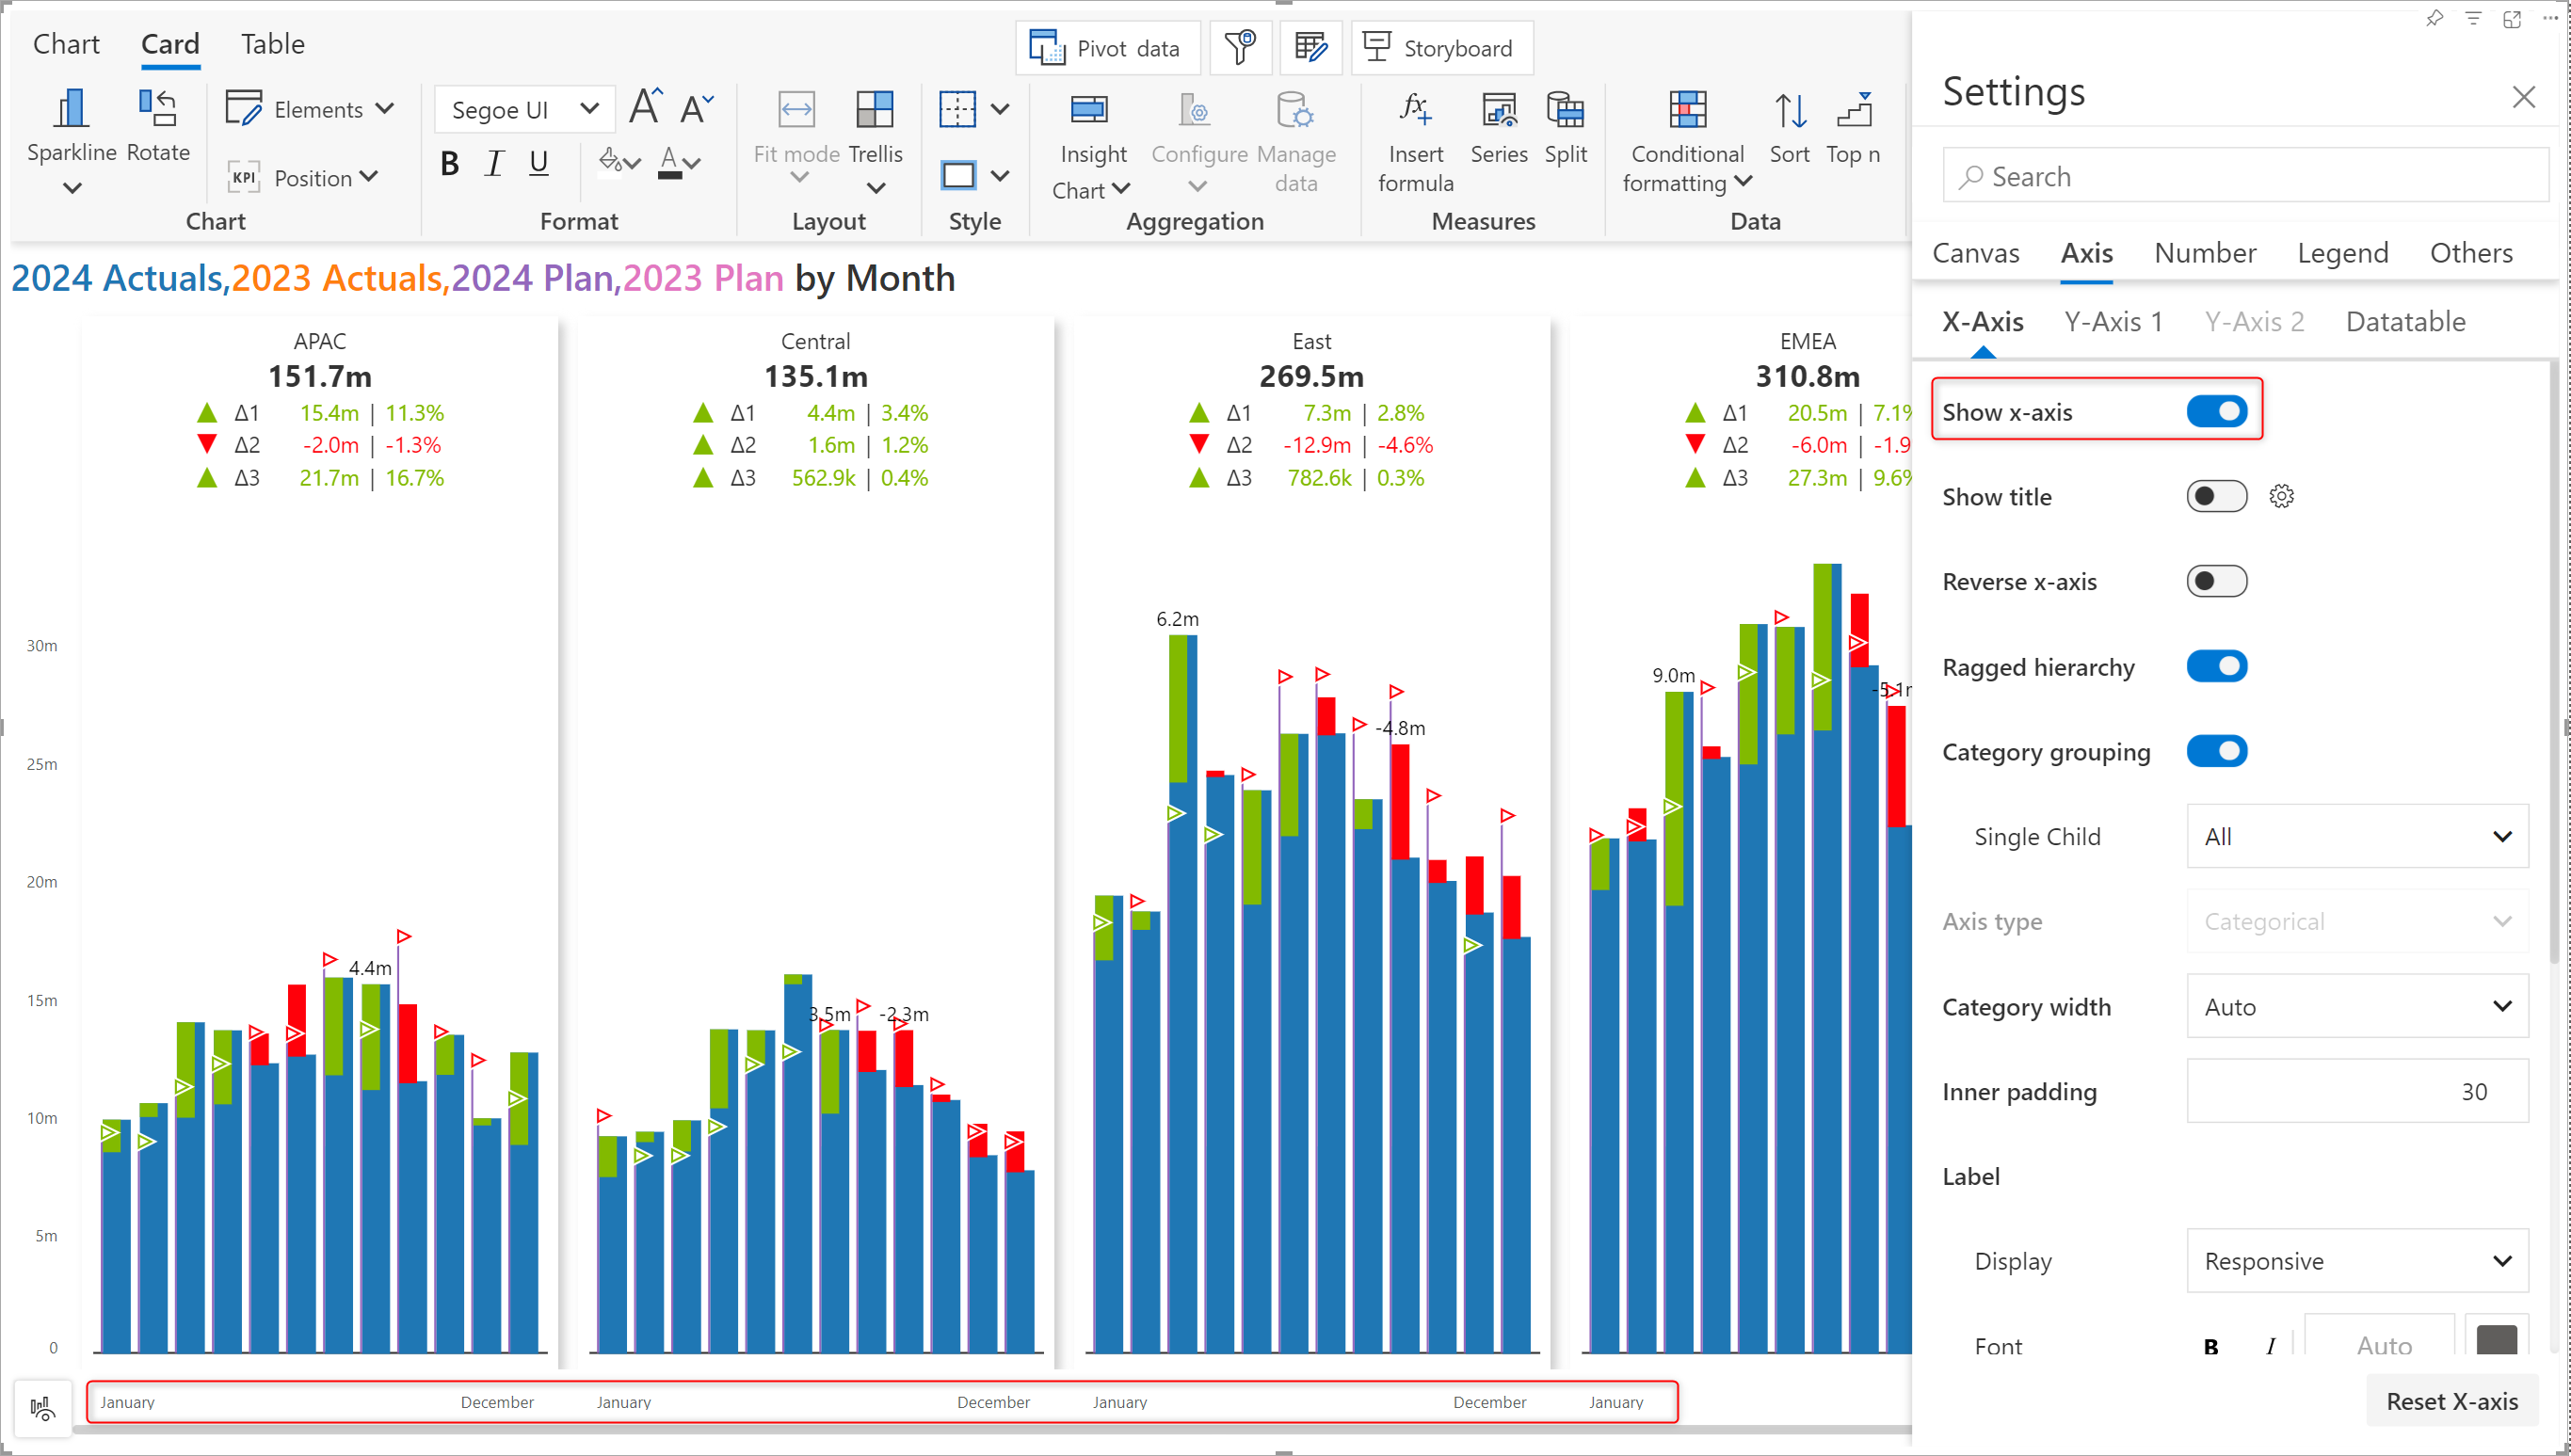 Chart Card Table
Pivot data Storyboard
Sparkline Rotate
Elements
KPI Position
Chart
Segoe UI A A
B I U A
Format
Fit mode Trellis
Layout
Style
Insight Chart Configure Manage data
Aggregation
fx Insert formula Series Split
Measures
Conditional formatting Sort Top n
Data
2024 Actuals,2023 Actuals,2024 Plan,2023 Plan by Month
APAC
151.7m
Δ1 15.4m | 11.3%
Δ2 -2.0m | -1.3%
Δ3 21.7m | 16.7%
Central
135.1m
Δ1 4.4m | 3.4%
Δ2 1.6m | 1.2%
Δ3 562.9k | 0.4%
East
269.5m
Δ1 7.3m | 2.8%
Δ2 -12.9m | -4.6%
Δ3 782.6k | 0.3%
EMEA
310.8m
Δ1 20.5m | 7.1%
Δ2 -6.0m | -1.9
Δ3 27.3m | 9.6%
30m
25m
20m
15m
10m
5m
0
4.4m
3.5m -2.3m
6.2m
-4.8m
9.0m
January December January December January December January
Settings
Search
Canvas Axis Number Legend Others
X-Axis Y-Axis 1 Y-Axis 2 Datatable
Show x-axis
Show title
Reverse x-axis
Ragged hierarchy
Category grouping
Single Child All
Axis type Categorical
Category width Auto
Inner padding 30
Label
Display Responsive
Font B I Auto
Reset X-axis